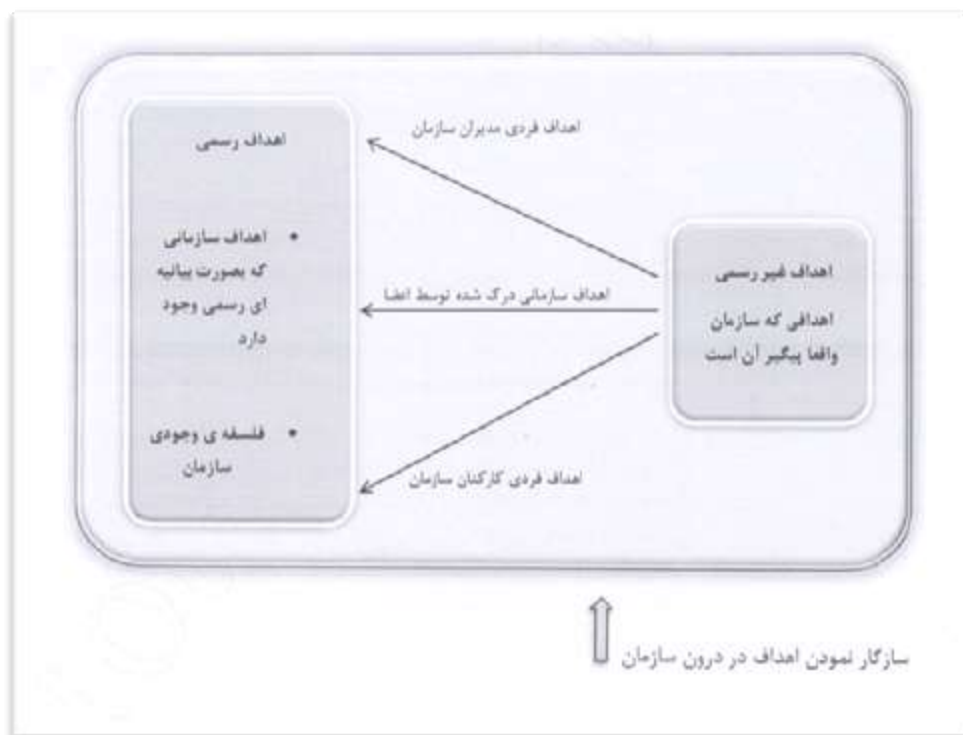 اهداف رسمی
• اهداف سازمانی
که بصورت بیانیه
ای رسمی وجود
دارد
• فلسفه ی وجودی
سازمان
اهداف فردی مدیران سازمان
اهداف سازمانی درک شده توسط اعضا
اهداف فردی کارکنان سازمان
اهداف غیر رسمی
اهدافی که سازمان
واقعا پیگیر آن است
سازگار نمودن اهداف در درون سازمان